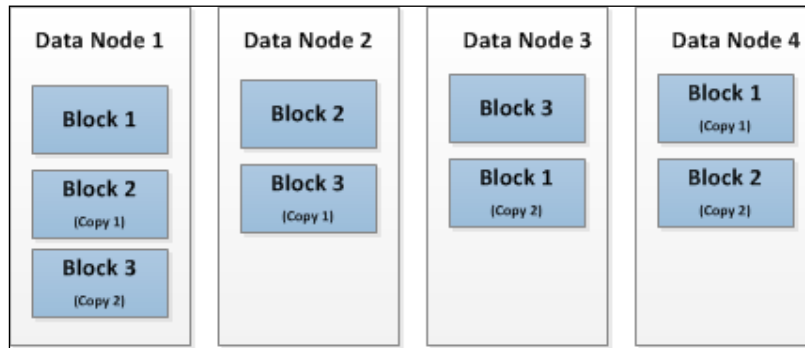 Data Node 1
Block 1
Block 2
(Copy 1)
Block 3
(Copy 2)
Data Node 2
Block 2
Block 3
(Copy 1)
Data Node 3
Block 3
Block 1
(Copy 2)
Data Node 4
Block 1
(Copy 1)
Block 2
(Copy 2)